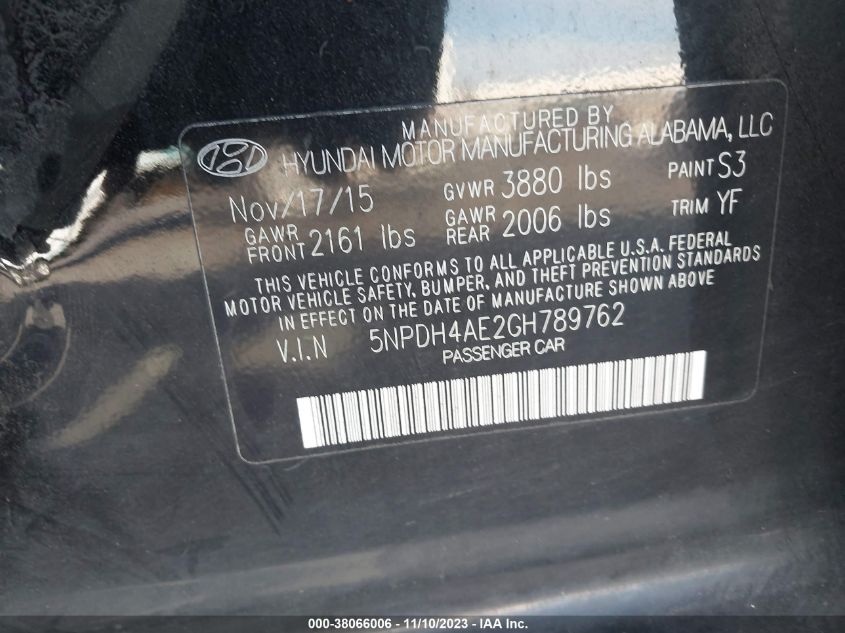 MANUFACTURED BY
HYUNDAI MOTOR MANUFACTURING ALABAMA, LLC
Nov/17/15 GVWR 3880 lbs PAINT S3
GAWR FRONT 2161 lbs GAWR REAR 2006 lbs TRIM YF
THIS VEHICLE CONFORMS TO ALL APPLICABLE U.S.A. FEDERAL
MOTOR VEHICLE SAFETY, BUMPER, AND THEFT PREVENTION STANDARDS
IN EFFECT ON THE DATE OF MANUFACTURE SHOWN ABOVE
V.I.N 5NPDH4AE2GH789762
PASSENGER CAR
000-38066006 - 11/10/2023 - IAA Inc.